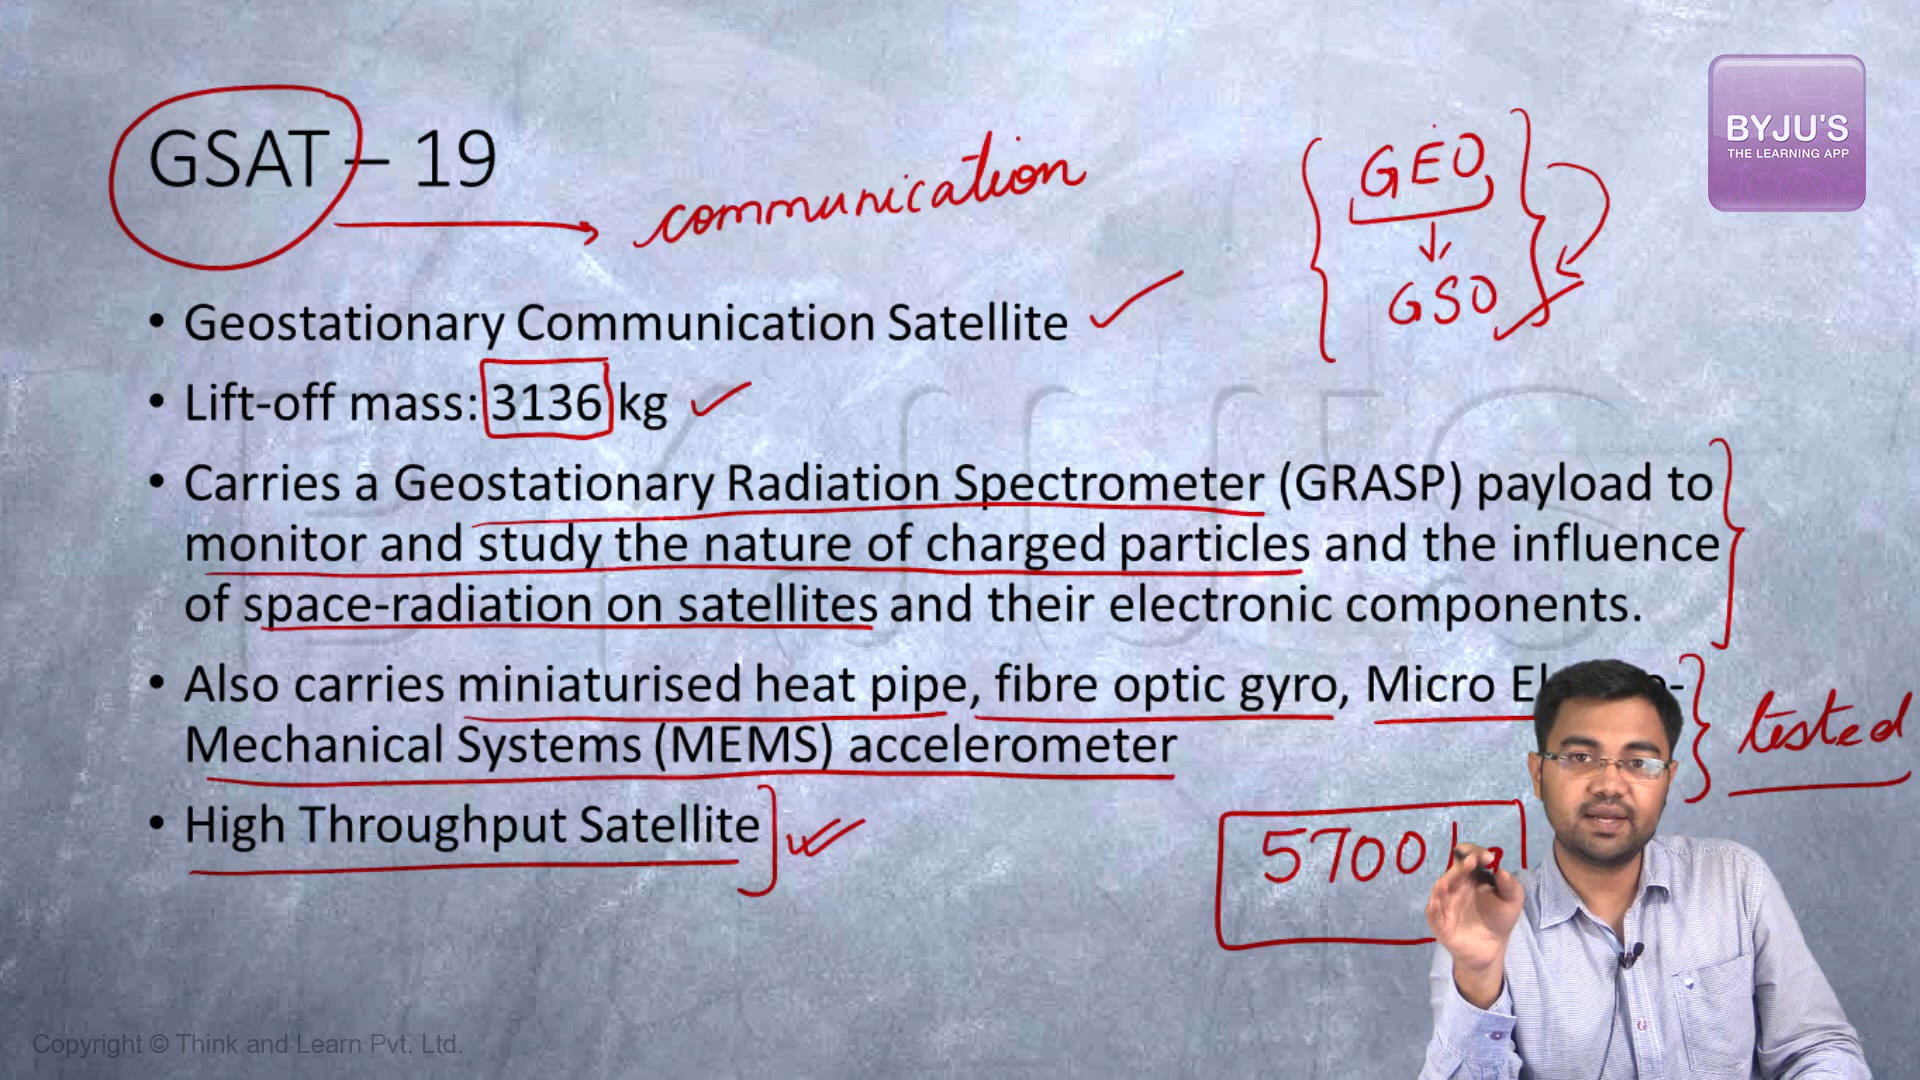 GSAT – 19
communication
GEO
GSO
BYJU'S
THE LEARNING APP
• Geostationary Communication Satellite
• Lift-off mass: 3136 kg
• Carries a Geostationary Radiation Spectrometer (GRASP) payload to
monitor and study the nature of charged particles and the influence
of space-radiation on satellites and their electronic components.
• Also carries miniaturised heat pipe, fibre optic gyro, Micro
Mechanical Systems (MEMS) accelerometer
tested
• High Throughput Satellite
5700
BYJU'S
Copyright © Think and Learn Pvt. Ltd.